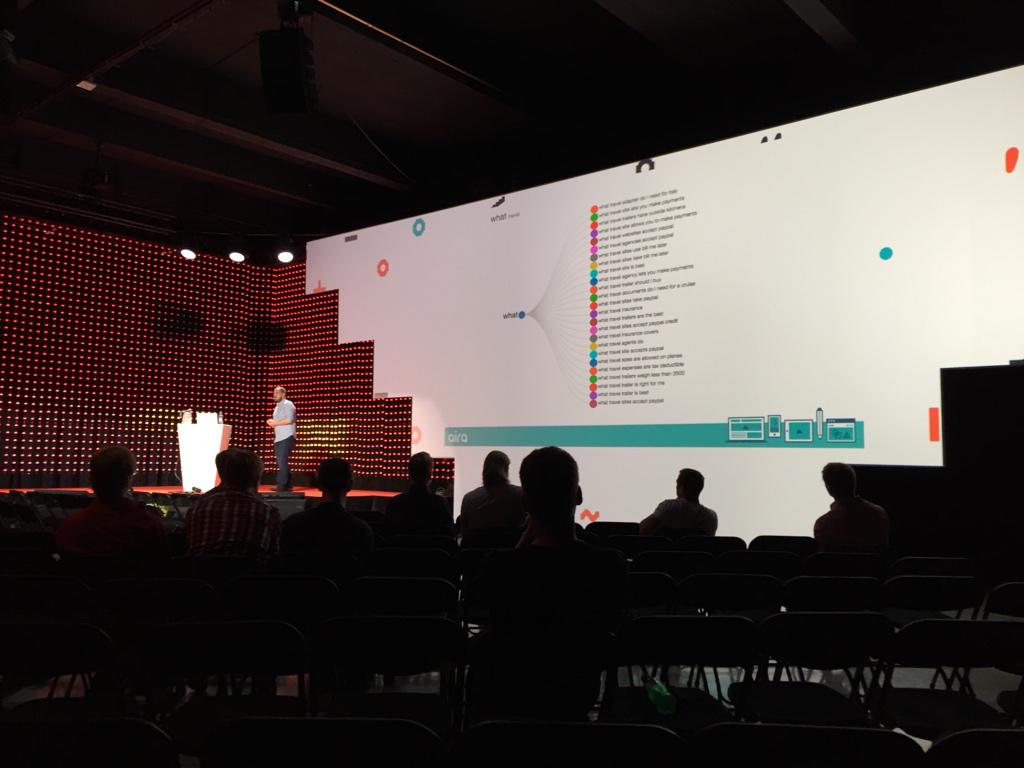 what travel
what travel adapter do i need for italy
what travel site lets you make payments
what travel trailers have outside kitchens
what travel site allows you to make payments
what travel websites accept paypal
what travel agencies accept paypal
what travel sites use bill me later
what travel sites take bill me later
what travel site is best
what travel agency lets you make payments
what travel trailer should i buy
what travel documents do i need for a cruise
what travel sites take paypal
what travel insurance
what travel trailers are the best
what travel sites accept paypal credit
what travel insurance covers
what travel agents do
what travel site accepts paypal
what travel sizes are allowed on planes
what travel expenses are tax deductible
what travel trailers weigh less than 3500
what travel trailer is right for me
what travel trailer is best
what travel sites accept paypal
what
aira